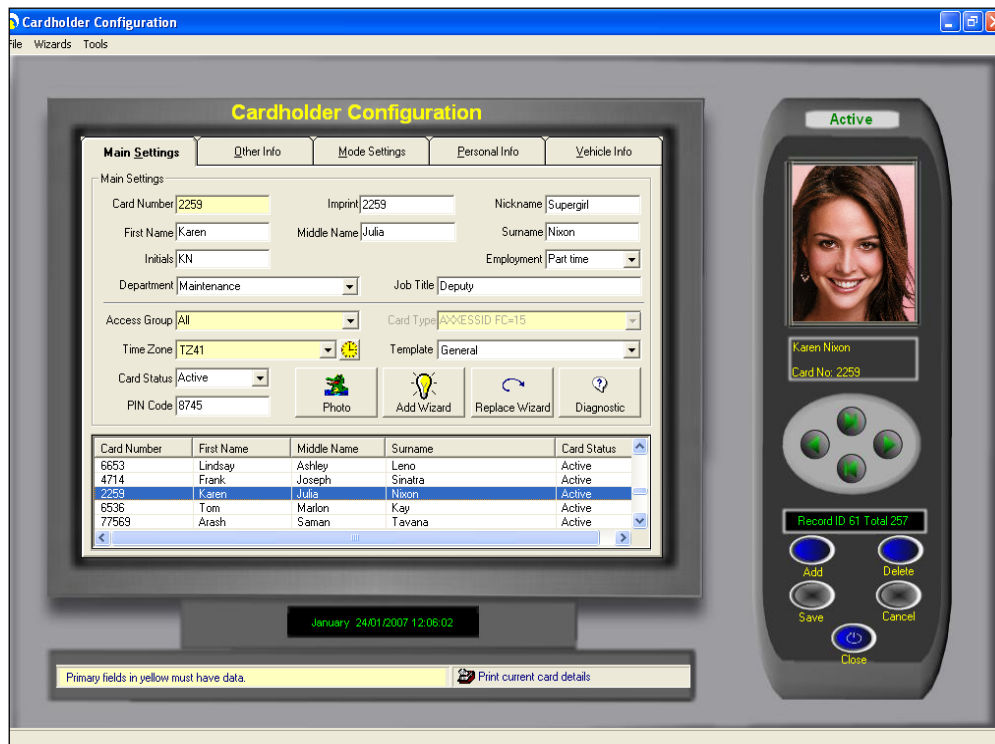 Cardholder Configuration
File Wizards Tools
Cardholder Configuration
Active
Main Settings Other Info Mode Settings Personal Info Vehicle Info
Main Settings
Card Number 2259 Imprint 2259 Nickname Supergirl
First Name Karen Middle Name Julia Surname Nixon
Initials KN Employment Part time
Department Maintenance Job Title Deputy
Access Group All Card Type AXXESSID FC=15
Time Zone TZ41 Template General
Card Status Active
PIN Code 8745
Photo Add Wizard Replace Wizard Diagnostic
Card Number First Name Middle Name Surname Card Status
6653 Lindsay Ashley Leno Active
4714 Frank Joseph Sinatra Active
2259 Karen Julia Nixon Active
6536 Tom Marlon Kay Active
77569 Arash Saman Tavana Active
Karen Nixon
Card No: 2259
Record ID 61 Total 257
Add Delete
Save Cancel
Close
January 24/01/2007 12:06:02
Primary fields in yellow must have data. Print current card details